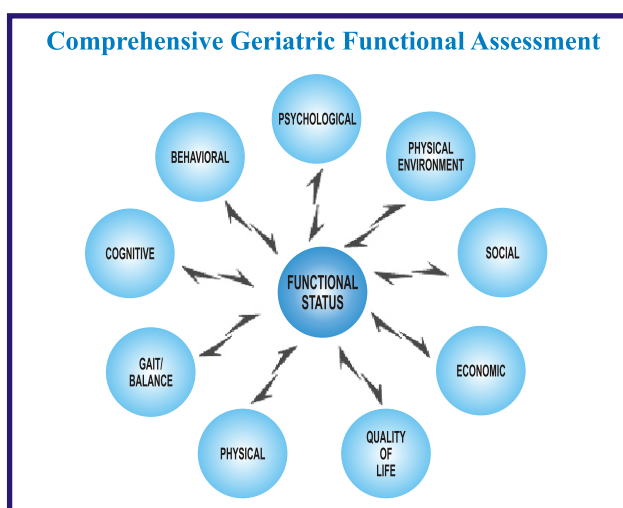 Comprehensive Geriatric Functional Assessment
PSYCHOLOGICAL
BEHAVIORAL
PHYSICAL
ENVIRONMENT
COGNITIVE
SOCIAL
FUNCTIONAL
STATUS
GAIT/
BALANCE
ECONOMIC
PHYSICAL
QUALITY
OF
LIFE